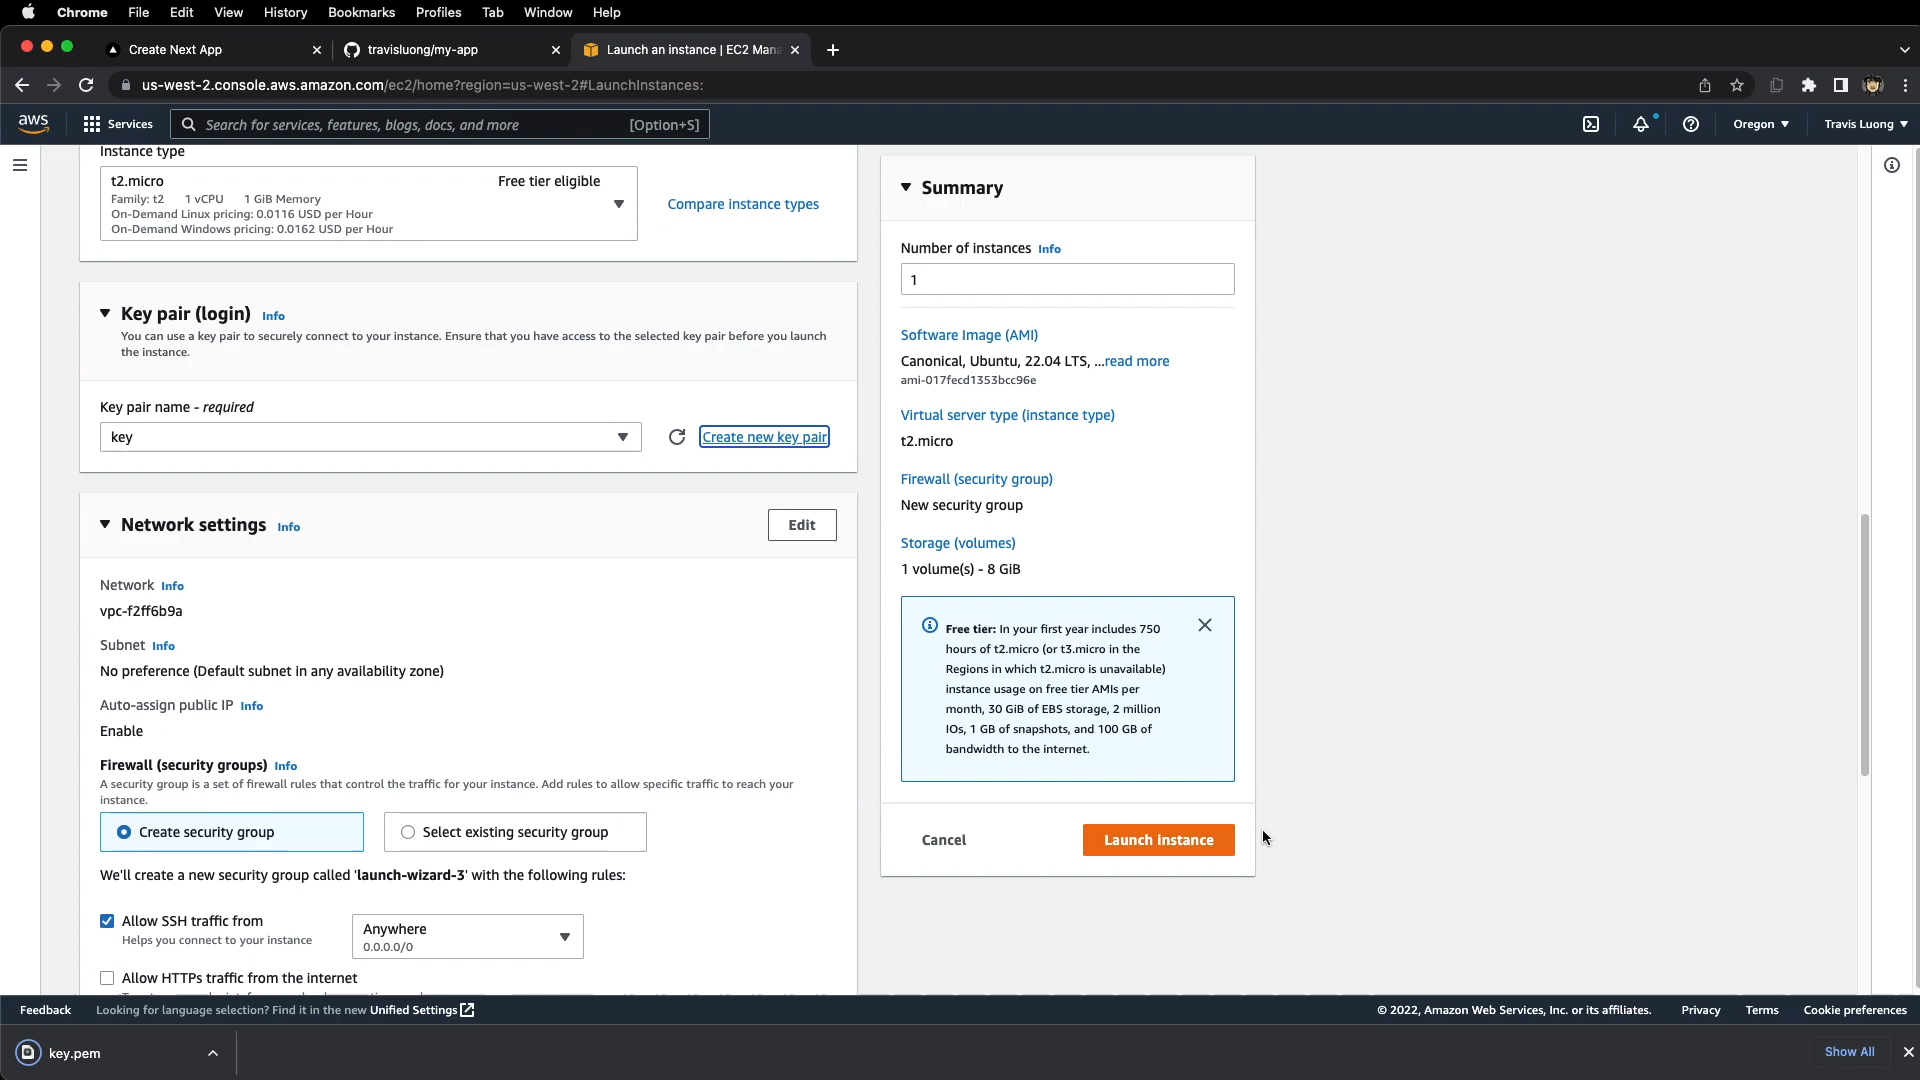 Chrome File Edit View History Bookmarks Profiles Tab Window Help
Create Next App
travisluong/my-app
Launch an instance | EC2 Mana
us-west-2.console.aws.amazon.com/ec2/home?region=us-west-2#LaunchInstances:
aws
Services
Search for services, features, blogs, docs, and more [Option+S]
Oregon
Travis Luong
Instance type
t2.micro Free tier eligible
Family: t2 1 vCPU 1 GiB Memory
On-Demand Linux pricing: 0.0116 USD per Hour
On-Demand Windows pricing: 0.0162 USD per Hour
Compare instance types
Key pair (login) Info
You can use a key pair to securely connect to your instance. Ensure that you have access to the selected key pair before you launch
the instance.
Key pair name - required
key
Create new key pair
Network settings Info
Edit
Network Info
vpc-f2ff6b9a
Subnet Info
No preference (Default subnet in any availability zone)
Auto-assign public IP Info
Enable
Firewall (security groups) Info
A security group is a set of firewall rules that control the traffic for your instance. Add rules to allow specific traffic to reach your
instance.
Create security group
Select existing security group
We'll create a new security group called 'launch-wizard-3' with the following rules:
Allow SSH traffic from
Helps you connect to your instance
Anywhere
0.0.0.0/0
Allow HTTPs traffic from the internet
Summary
Number of instances Info
1
Software Image (AMI)
Canonical, Ubuntu, 22.04 LTS, ...read more
ami-017fecd1353bcc96e
Virtual server type (instance type)
t2.micro
Firewall (security group)
New security group
Storage (volumes)
1 volume(s) - 8 GiB
Free tier: In your first year includes 750
hours of t2.micro (or t3.micro in the
Regions in which t2.micro is unavailable)
instance usage on free tier AMIs per
month, 30 GiB of EBS storage, 2 million
IOs, 1 GB of snapshots, and 100 GB of
bandwidth to the internet.
Cancel
Launch instance
Feedback
Looking for language selection? Find it in the new Unified Settings
© 2022, Amazon Web Services, Inc. or its affiliates.
Privacy
Terms
Cookie preferences
key.pem
Show All